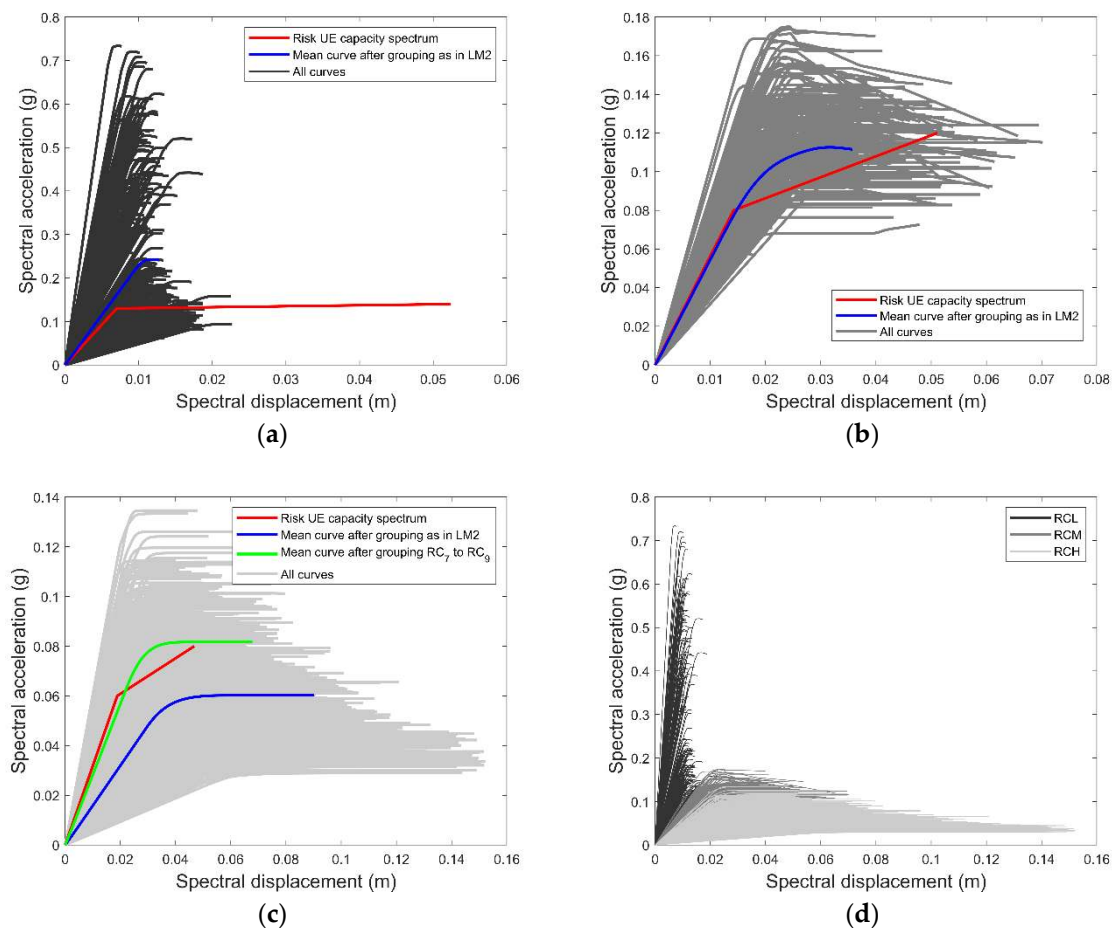 0.8
0.7
0.6
0.5
0.4
0.3
0.2
0.1
0
Spectral acceleration (g)
Risk UE capacity spectrum
Mean curve after grouping as in LM2
All curves
0 0.01 0.02 0.03 0.04 0.05 0.06
Spectral displacement (m)
(a)
0.18
0.16
0.14
0.12
0.10
0.08
0.06
0.04
0.02
0
Spectral acceleration (g)
Risk UE capacity spectrum
Mean curve after grouping as in LM2
All curves
0 0.01 0.02 0.03 0.04 0.05 0.06 0.07 0.08
Spectral displacement (m)
(b)
0.14
0.12
0.10
0.08
0.06
0.04
0.02
0
Spectral acceleration (g)
Risk UE capacity spectrum
Mean curve after grouping as in LM2
Mean curve after grouping RC7 to RC9
All curves
0 0.02 0.04 0.06 0.08 0.1 0.12 0.14 0.16
Spectral displacement (m)
(c)
0.8
0.7
0.6
0.5
0.4
0.3
0.2
0.1
0
Spectral acceleration (g)
RCL
RCM
RCH
0 0.02 0.04 0.06 0.08 0.1 0.12 0.14 0.16
Spectral displacement (m)
(d)